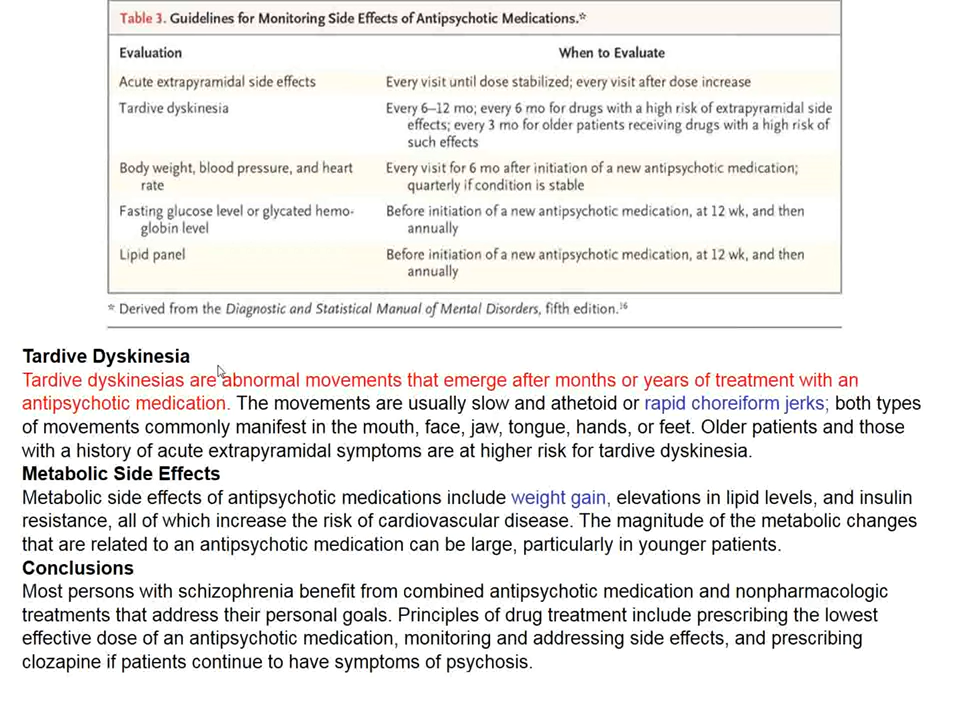 Table 3. Guidelines for Monitoring Side Effects of Antipsychotic Medications.*
Evaluation When to Evaluate
Acute extrapyramidal side effects Every visit until dose stabilized; every visit after dose increase
Tardive dyskinesia Every 6–12 mo; every 6 mo for drugs with a high risk of extrapyramidal side
effects; every 3 mo for older patients receiving drugs with a high risk of
such effects
Body weight, blood pressure, and heart Every visit for 6 mo after initiation of a new antipsychotic medication;
rate quarterly if condition is stable
Fasting glucose level or glycated hemo- Before initiation of a new antipsychotic medication, at 12 wk, and then
globin level annually
Lipid panel Before initiation of a new antipsychotic medication, at 12 wk, and then
annually
* Derived from the Diagnostic and Statistical Manual of Mental Disorders, fifth edition.16
Tardive Dyskinesia
Tardive dyskinesias are abnormal movements that emerge after months or years of treatment with an
antipsychotic medication. The movements are usually slow and athetoid or rapid choreiform jerks; both types
of movements commonly manifest in the mouth, face, jaw, tongue, hands, or feet. Older patients and those
with a history of acute extrapyramidal symptoms are at higher risk for tardive dyskinesia.
Metabolic Side Effects
Metabolic side effects of antipsychotic medications include weight gain, elevations in lipid levels, and insulin
resistance, all of which increase the risk of cardiovascular disease. The magnitude of the metabolic changes
that are related to an antipsychotic medication can be large, particularly in younger patients.
Conclusions
Most persons with schizophrenia benefit from combined antipsychotic medication and nonpharmacologic
treatments that address their personal goals. Principles of drug treatment include prescribing the lowest
effective dose of an antipsychotic medication, monitoring and addressing side effects, and prescribing
clozapine if patients continue to have symptoms of psychosis.